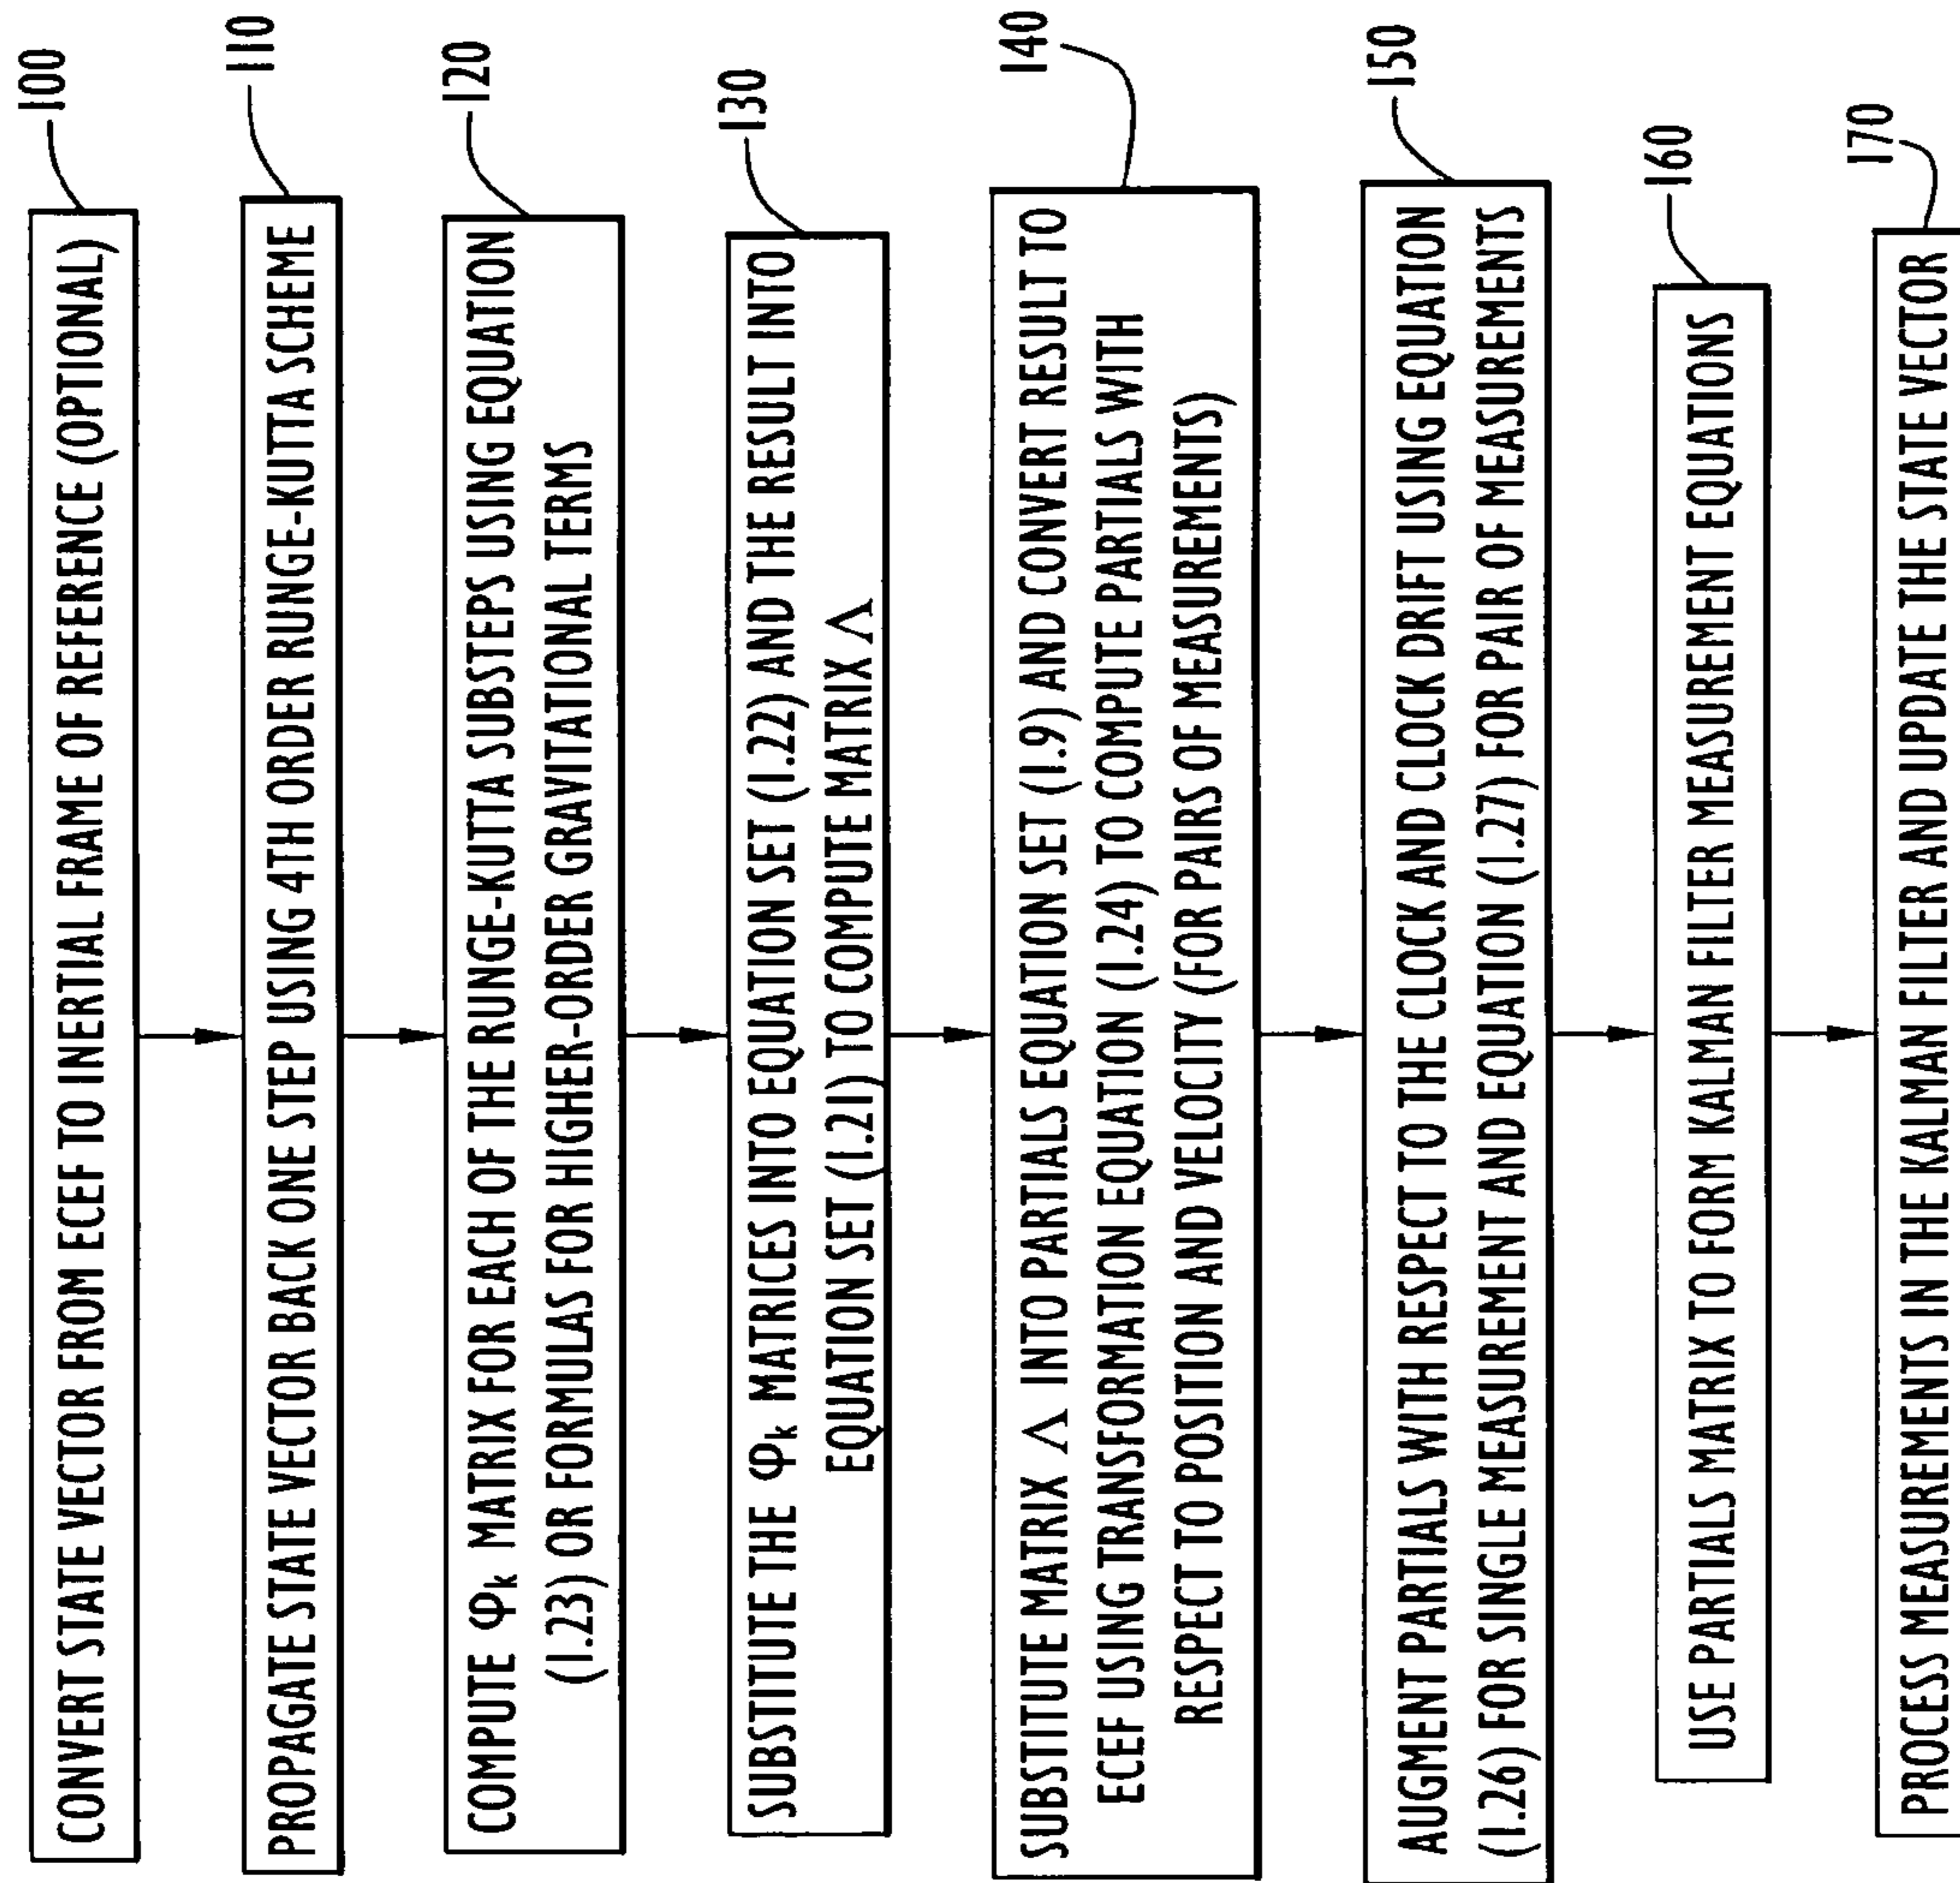 100
CONVERT STATE VECTOR FROM ECEF TO INERTIAL FRAME OF REFERENCE (OPTIONAL)
110
PROPAGATE STATE VECTOR BACK ONE STEP USING 4TH ORDER RUNGE-KUTTA SCHEME
120
COMPUTE φk MATRIX FOR EACH OF THE RUNGE-KUTTA SUBSTEPS USING EQUATION
(1.23) OR FORMULAS FOR HIGHER-ORDER GRAVITATIONAL TERMS
130
SUBSTITUTE THE φk MATRICES INTO EQUATION SET (1.22) AND THE RESULT INTO
EQUATION SET (1.21) TO COMPUTE MATRIX Λ
140
SUBSTITUTE MATRIX Λ INTO PARTIALS EQUATION SET (1.9) AND CONVERT RESULT TO
ECEF USING TRANSFORMATION EQUATION (1.24) TO COMPUTE PARTIALS WITH
RESPECT TO POSITION AND VELOCITY (FOR PAIRS OF MEASUREMENTS)
150
AUGMENT PARTIALS WITH RESPECT TO THE CLOCK AND CLOCK DRIFT USING EQUATION
(1.26) FOR SINGLE MEASUREMENT AND EQUATION (1.27) FOR PAIR OF MEASUREMENTS
160
USE PARTIALS MATRIX TO FORM KALMAN FILTER MEASUREMENT EQUATIONS
170
PROCESS MEASUREMENTS IN THE KALMAN FILTER AND UPDATE THE STATE VECTOR